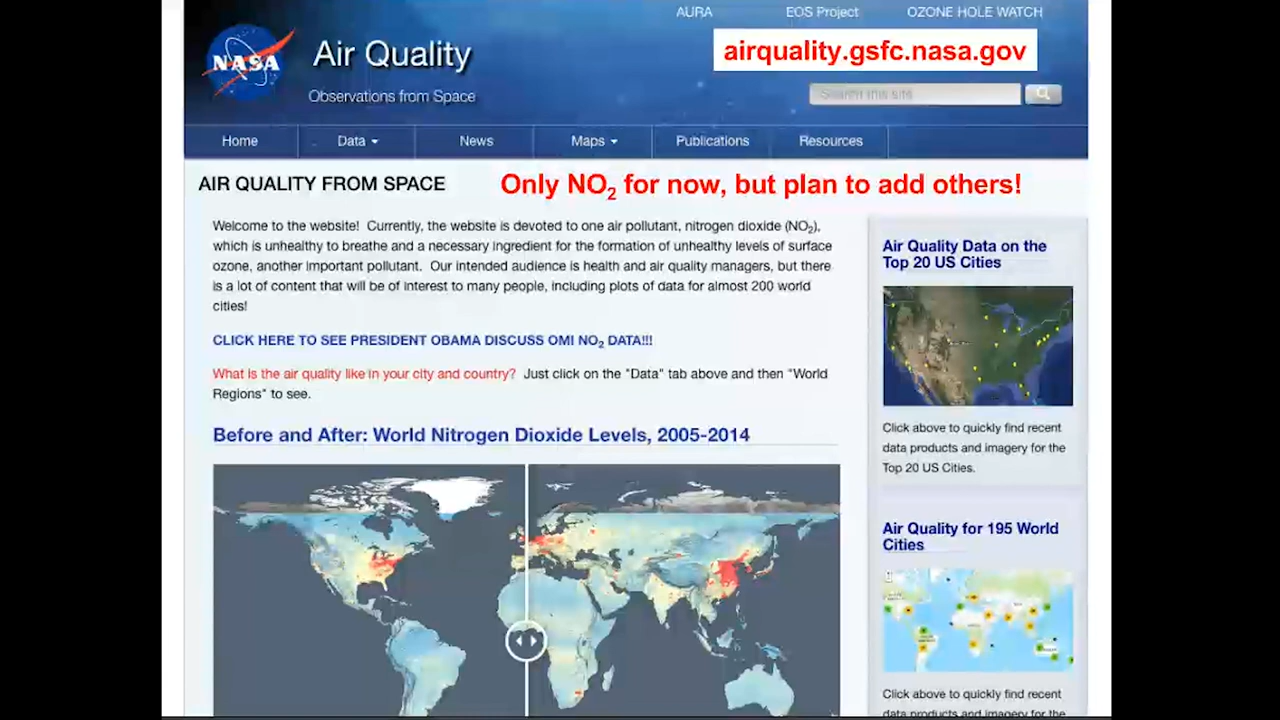 AURA EOS Project OZONE HOLE WATCH
NASA
Air Quality
airquality.gsfc.nasa.gov
Observations from Space
Search this site
Home Data News Maps Publications Resources
AIR QUALITY FROM SPACE
Only NO2 for now, but plan to add others!
Welcome to the website! Currently, the website is devoted to one air pollutant, nitrogen dioxide (NO2),
which is unhealthy to breathe and a necessary ingredient for the formation of unhealthy levels of surface
ozone, another important pollutant. Our intended audience is health and air quality managers, but there
is a lot of content that will be of interest to many people, including plots of data for almost 200 world
cities!
CLICK HERE TO SEE PRESIDENT OBAMA DISCUSS OMI NO2 DATA!!!
What is the air quality like in your city and country? Just click on the "Data" tab above and then "World
Regions" to see.
Before and After: World Nitrogen Dioxide Levels, 2005-2014
Air Quality Data on the
Top 20 US Cities
Click above to quickly find recent
data products and imagery for the
Top 20 US Cities.
Air Quality for 195 World
Cities
Click above to quickly find recent
data products and imagery for the